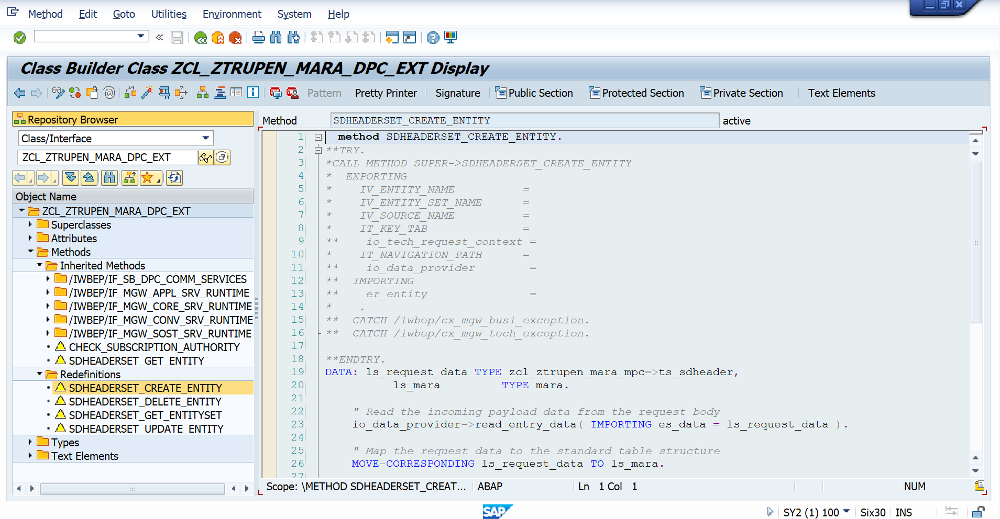 Method Edit Goto Utilities Environment System Help
Class Builder Class ZCL_ZTRUPEN_MARA_DPC_EXT Display
Pattern Pretty Printer Signature Public Section Protected Section Private Section Text Elements
Repository Browser
Class/Interface
ZCL_ZTRUPEN_MARA_DPC_EXT
Object Name
ZCL_ZTRUPEN_MARA_DPC_EXT
Superclasses
Attributes
Methods
Inherited Methods
/IWBEP/IF_SB_DPC_COMM_SERVICES
/IWBEP/IF_MGW_APPL_SRV_RUNTIME
/IWBEP/IF_MGW_CORE_SRV_RUNTIME
/IWBEP/IF_MGW_CONV_SRV_RUNTIME
/IWBEP/IF_MGW_SOST_SRV_RUNTIME
CHECK_SUBSCRIPTION_AUTHORITY
SDHEADERSET_GET_ENTITY
Redefinitions
SDHEADERSET_CREATE_ENTITY
SDHEADERSET_DELETE_ENTITY
SDHEADERSET_GET_ENTITYSET
SDHEADERSET_UPDATE_ENTITY
Types
Text Elements
Method SDHEADERSET_CREATE_ENTITY active
1 method SDHEADERSET_CREATE_ENTITY.
2 **TRY.
3 *CALL METHOD SUPER->SDHEADERSET_CREATE_ENTITY
4 * EXPORTING
5 * IV_ENTITY_NAME =
6 * IV_ENTITY_SET_NAME =
7 * IV_SOURCE_NAME =
8 * IT_KEY_TAB =
9 ** io_tech_request_context =
10 * IT_NAVIGATION_PATH =
11 ** io_data_provider =
12 ** IMPORTING
13 ** er_entity =
14 * .
15 ** CATCH /iwbep/cx_mgw_busi_exception.
16 ** CATCH /iwbep/cx_mgw_tech_exception.
17
18 **ENDTRY.
19 DATA: ls_request_data TYPE zcl_ztrupen_mara_mpc=>ts_sdheader,
20 ls_mara TYPE mara.
21
22 " Read the incoming payload data from the request body
23 io_data_provider->read_entry_data( IMPORTING es_data = ls_request_data ).
24
25 " Map the request data to the standard table structure
26 MOVE-CORRESPONDING ls_request_data TO ls_mara.
27
Scope: \METHOD SDHEADERSET_CREAT... ABAP Ln 1 Col 1 NUM
SAP SY2 (1) 100 Six30 INS